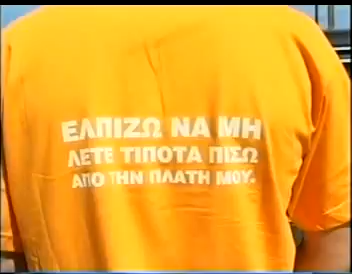 ΕΛΠΙΖΩ ΝΑ ΜΗ
ΛΕΤΕ ΤΙΠΟΤΑ ΠΙΣΩ
ΑΠΟ ΤΗΝ ΠΛΑΤΗ ΜΟΥ.